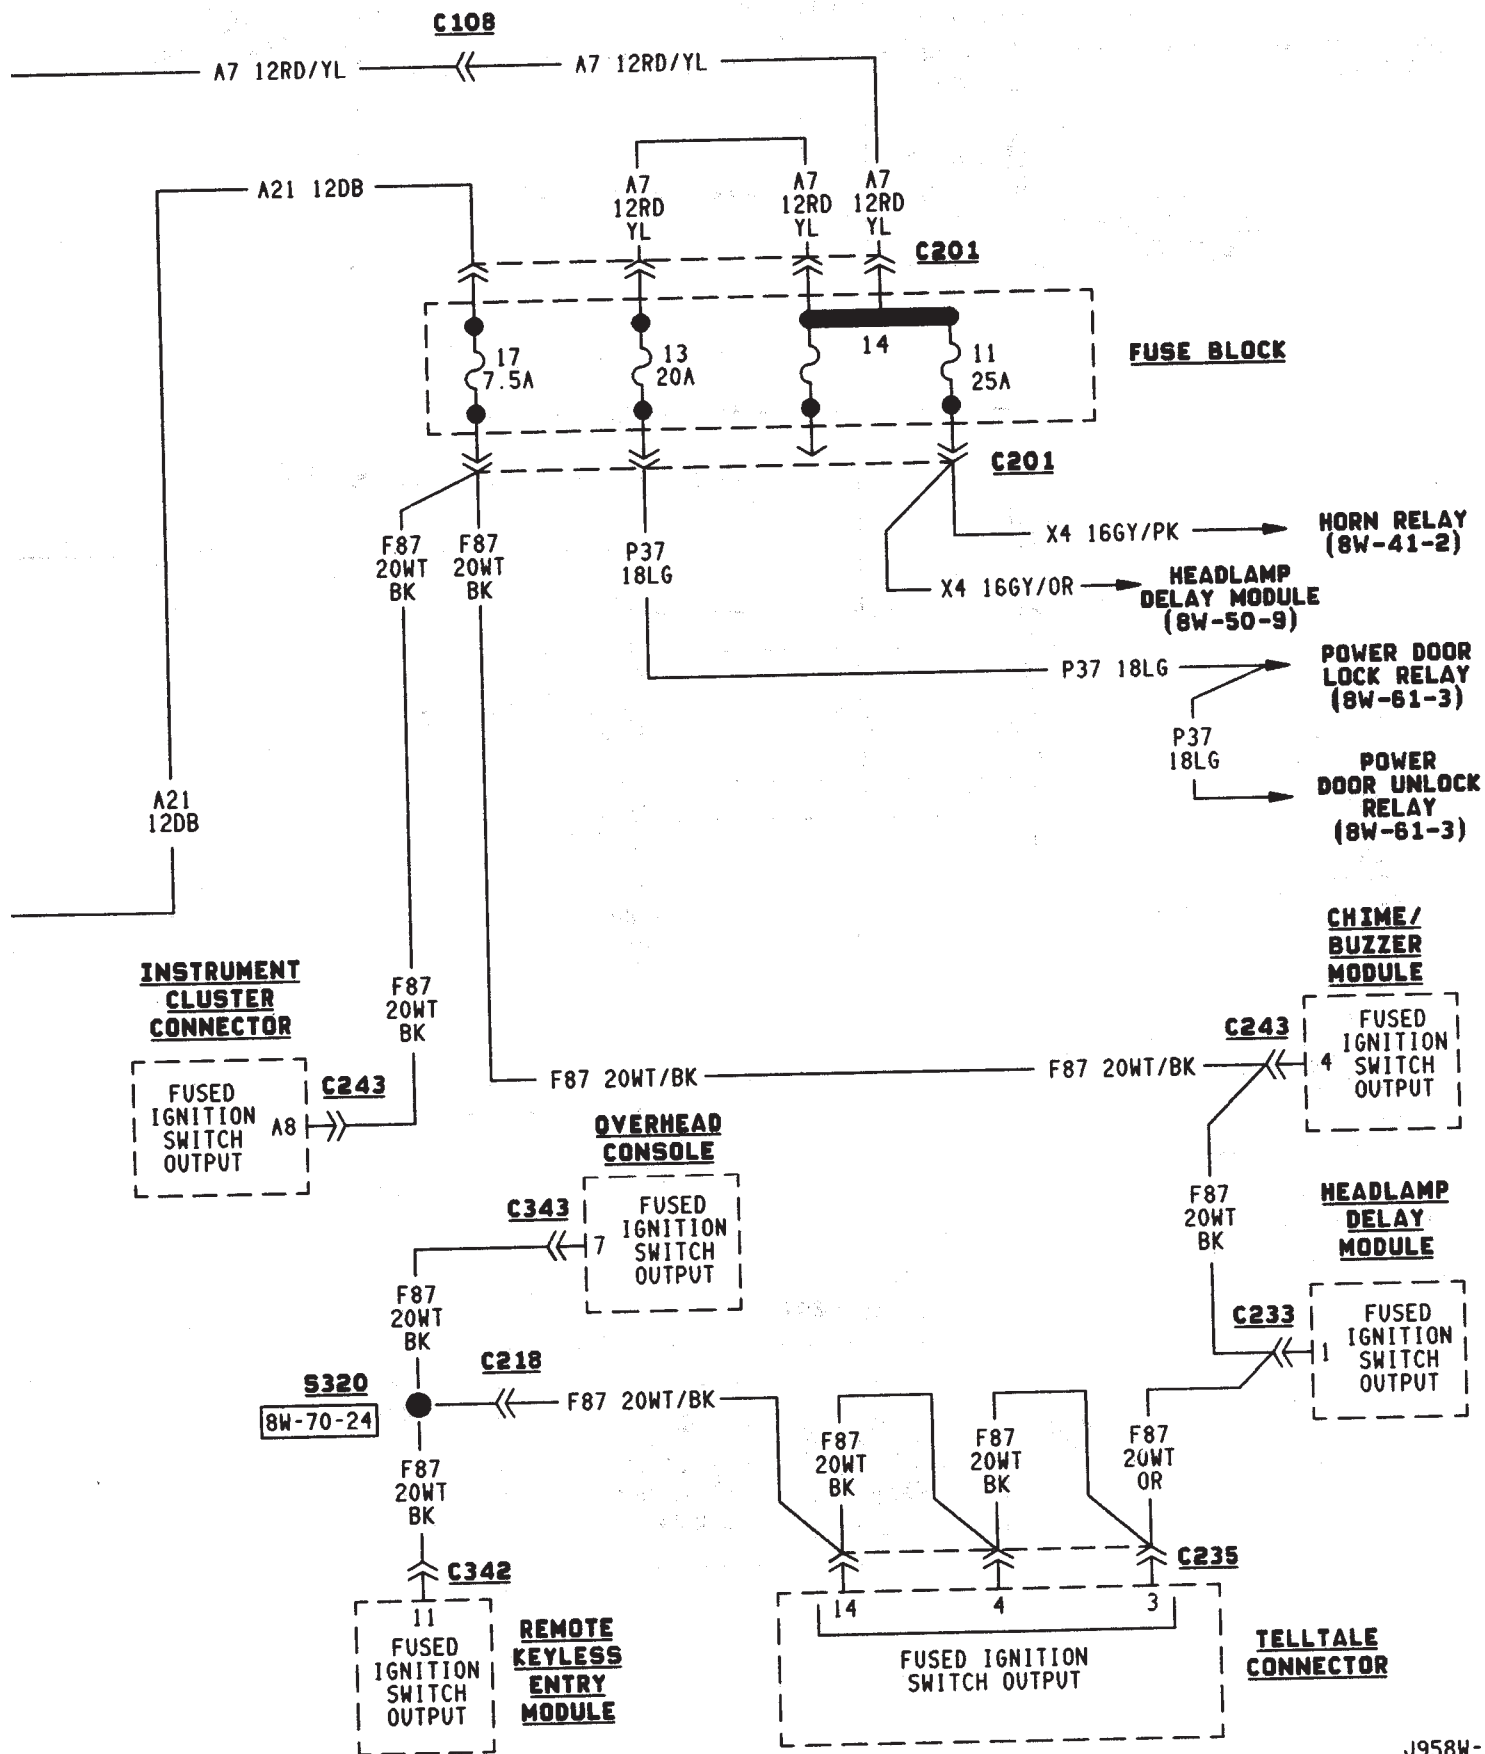 C108
A7 12RD/YL
A7 12RD/YL
A21 12DB
A7
12RD
YL
A7
12RD
YL
A7
12RD
YL
C201
17
7.5A
13
20A
14
11
25A
FUSE BLOCK
C201
F87
20WT
BK
F87
20WT
BK
P37
18LG
X4 16GY/PK
HORN RELAY
(8W-41-2)
X4 16GY/OR
HEADLAMP
DELAY MODULE
(8W-50-9)
P37 18LG
POWER DOOR
LOCK RELAY
(8W-61-3)
P37
18LG
POWER
DOOR UNLOCK
RELAY
(8W-61-3)
A21
12DB
INSTRUMENT
CLUSTER
CONNECTOR
F87
20WT
BK
CHIME/
BUZZER
MODULE
C243
4
FUSED
IGNITION
SWITCH
OUTPUT
F87 20WT/BK
F87 20WT/BK
FUSED
IGNITION
SWITCH
OUTPUT
A8
C243
OVERHEAD
CONSOLE
C343
7
FUSED
IGNITION
SWITCH
OUTPUT
F87
20WT
BK
HEADLAMP
DELAY
MODULE
C233
1
FUSED
IGNITION
SWITCH
OUTPUT
F87
20WT
BK
S320
8W-70-24
C218
F87 20WT/BK
F87
20WT
BK
F87
20WT
BK
F87
20WT
OR
F87
20WT
BK
C342
C235
11
FUSED
IGNITION
SWITCH
OUTPUT
REMOTE
KEYLESS
ENTRY
MODULE
14
4
3
FUSED IGNITION
SWITCH OUTPUT
TELLTALE
CONNECTOR
J958W-